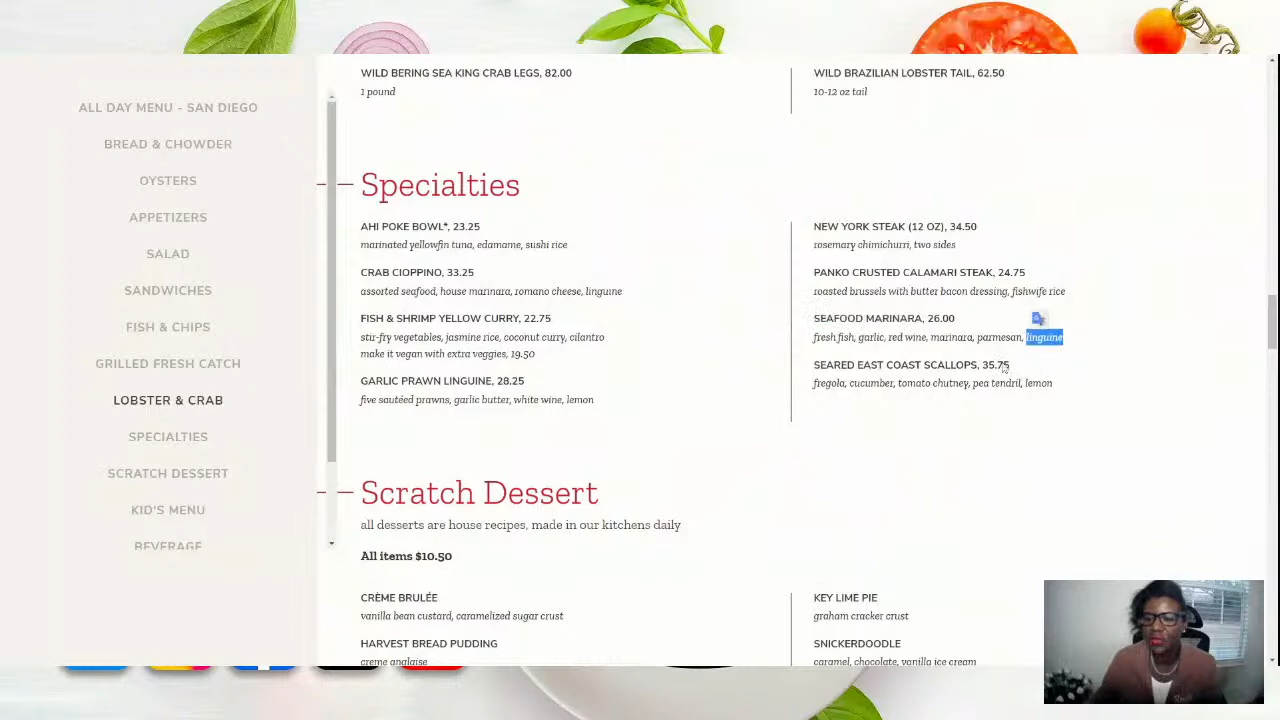 ALL DAY MENU - SAN DIEGO
BREAD & CHOWDER
OYSTERS
APPETIZERS
SALAD
SANDWICHES
FISH & CHIPS
GRILLED FRESH CATCH
LOBSTER & CRAB
SPECIALTIES
SCRATCH DESSERT
KID'S MENU
BEVERAGE
WILD BERING SEA KING CRAB LEGS, 82.00
1 pound
WILD BRAZILIAN LOBSTER TAIL, 62.50
10-12 oz tail
Specialties
AHI POKE BOWL*, 23.25
marinated yellowfin tuna, edamame, sushi rice
CRAB CIOPPINO, 33.25
assorted seafood, house marinara, romano cheese, linguine
FISH & SHRIMP YELLOW CURRY, 22.75
stir-fry vegetables, jasmine rice, coconut curry, cilantro
make it vegan with extra veggies, 19.50
GARLIC PRAWN LINGUINE, 28.25
five sautéed prawns, garlic butter, white wine, lemon
NEW YORK STEAK (12 OZ), 34.50
rosemary chimichurri, two sides
PANKO CRUSTED CALAMARI STEAK, 24.75
roasted brussels with butter bacon dressing, fishwife rice
SEAFOOD MARINARA, 26.00
fresh fish, garlic, red wine, marinara, parmesan, linguine
SEARED EAST COAST SCALLOPS, 35.75
fregola, cucumber, tomato chutney, pea tendril, lemon
Scratch Dessert
all desserts are house recipes, made in our kitchens daily
All items $10.50
CRÈME BRULÉE
vanilla bean custard, caramelized sugar crust
HARVEST BREAD PUDDING
creme anglaise
KEY LIME PIE
graham cracker crust
SNICKERDOODLE
caramel, chocolate, vanilla ice cream